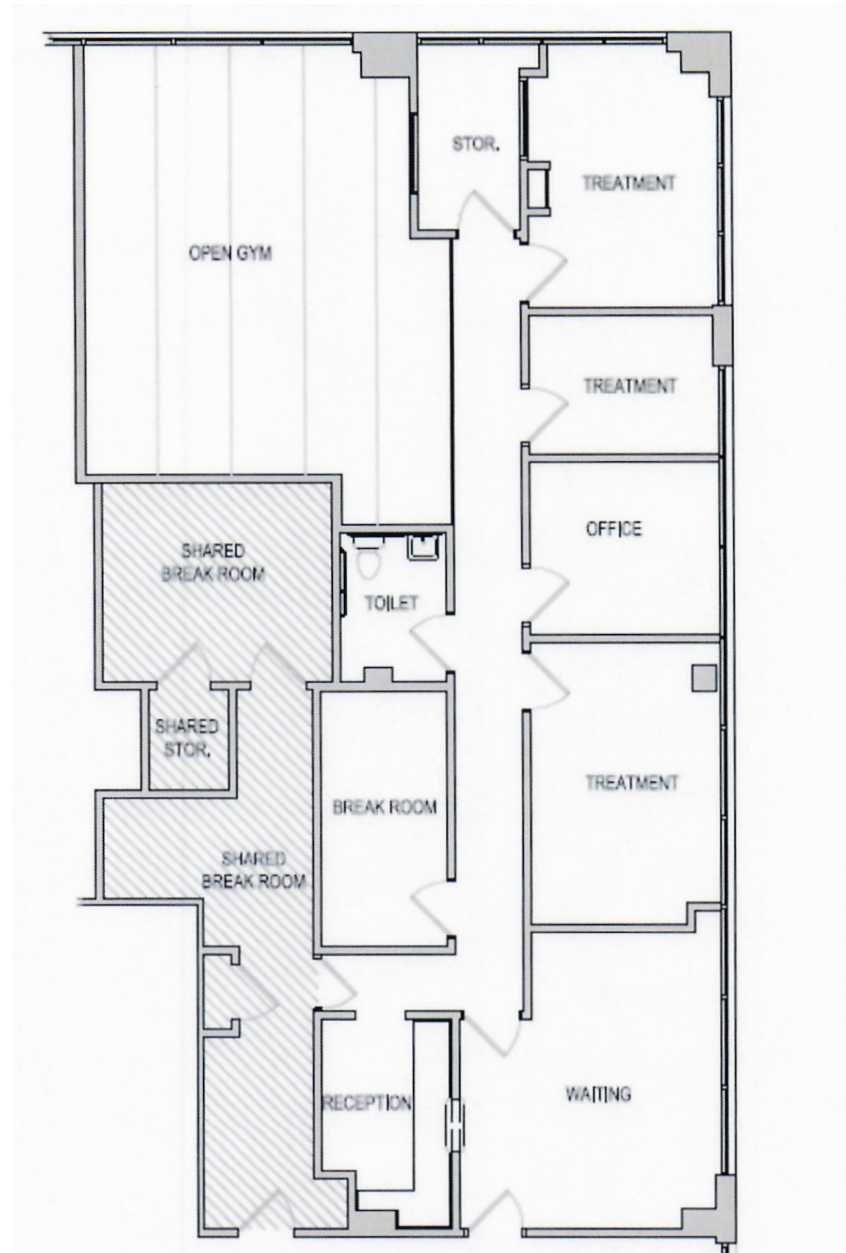 STOR.
TREATMENT
OPEN GYM
TREATMENT
OFFICE
SHARED
BREAK ROOM
TOILET
SHARED
STOR.
TREATMENT
BREAK ROOM
SHARED
BREAK ROOM
WAITING
RECEPTION